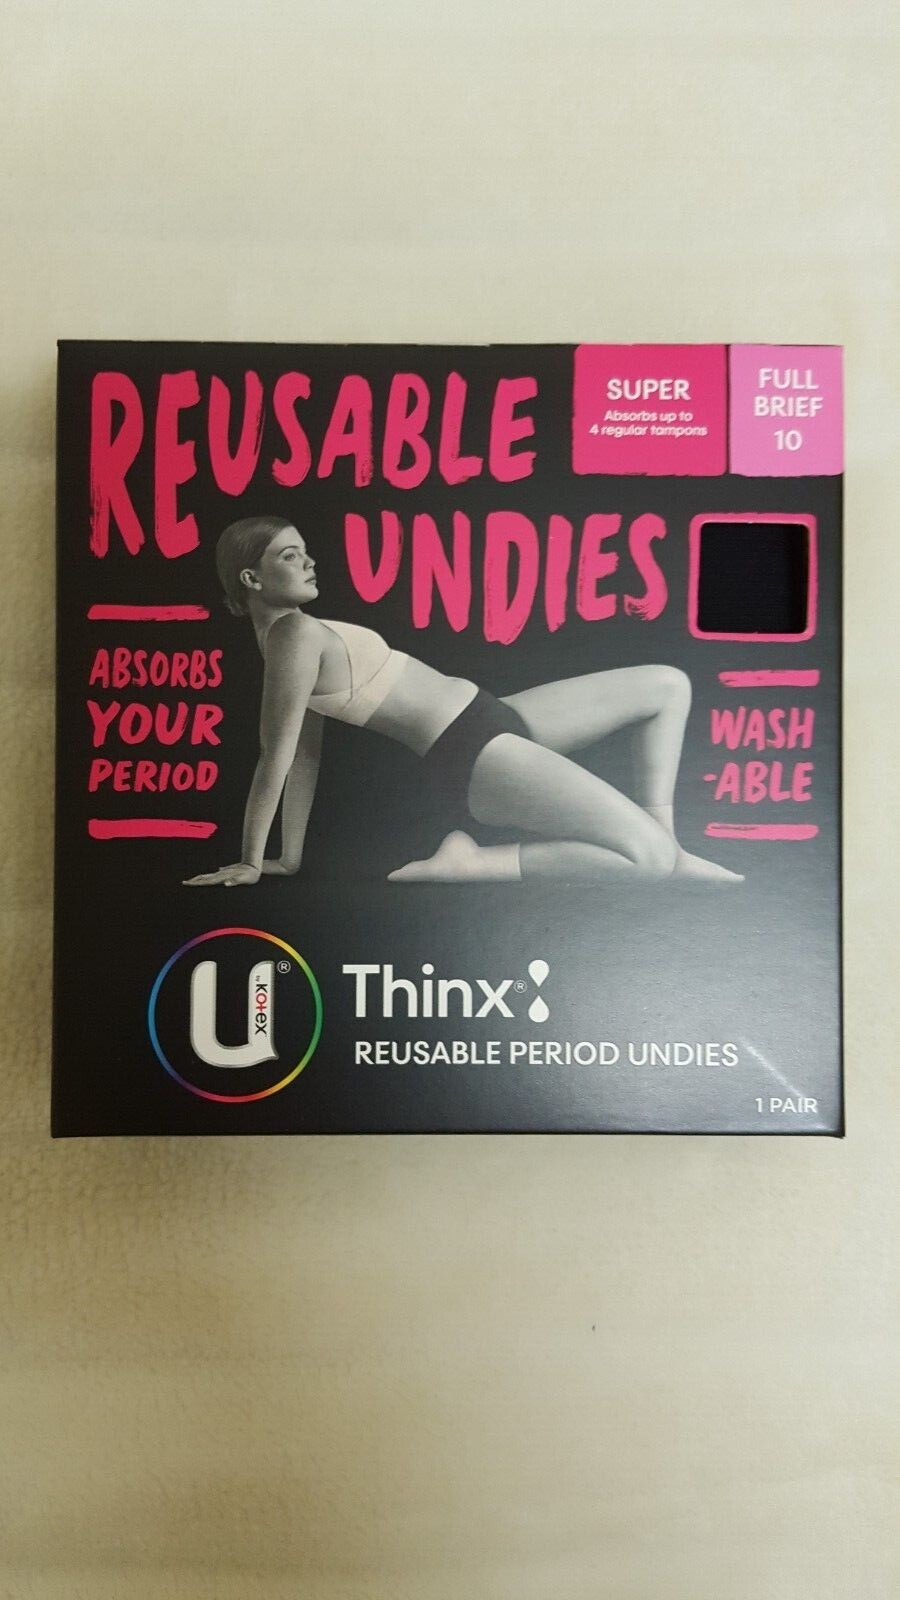 REUSABLE
UNDIES
SUPER
Absorbs up to
4 regular tampons
FULL
BRIEF
10
ABSORBS
YOUR
PERIOD
WASH
-ABLE
U®
by Kotex
Thinx®
REUSABLE PERIOD UNDIES
1 PAIR